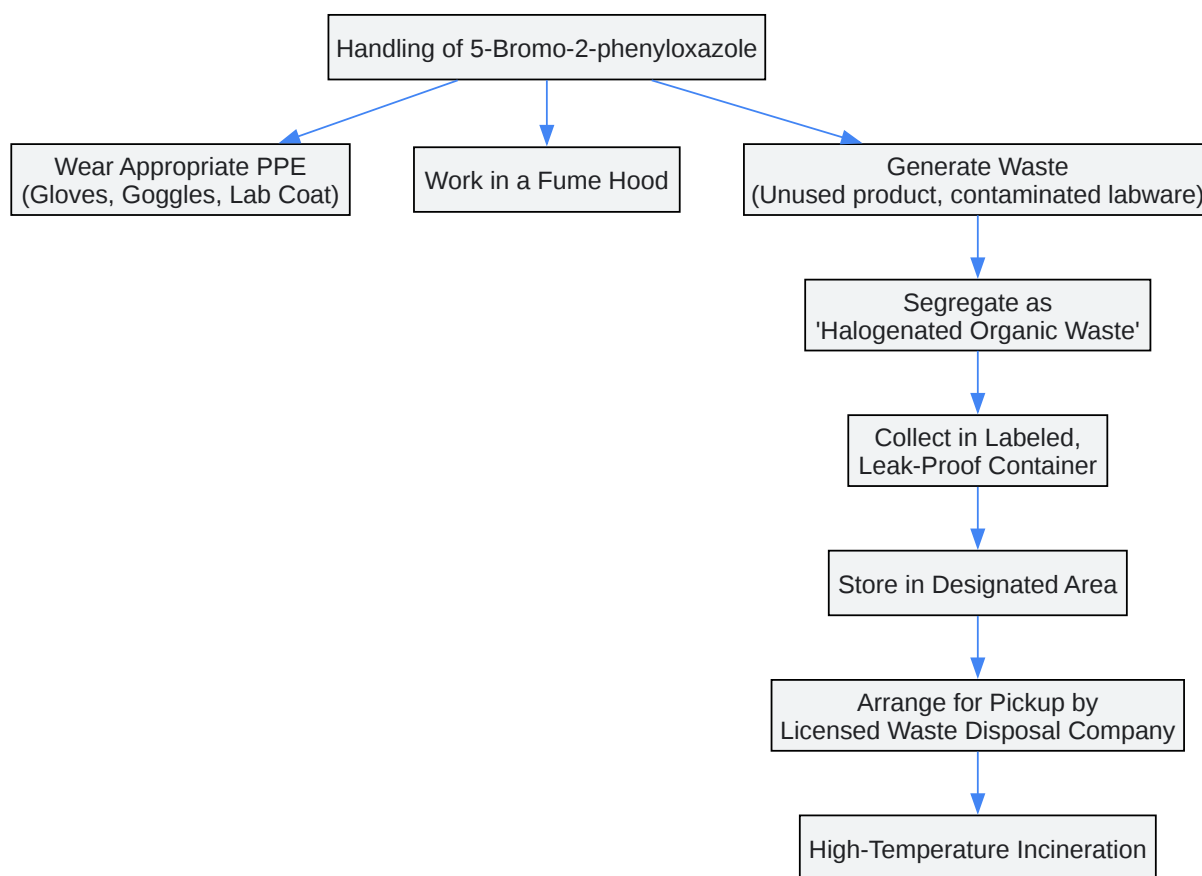 Handling of 5-Bromo-2-phenyloxazole
Wear Appropriate PPE
(Gloves, Goggles, Lab Coat)
Work in a Fume Hood
Generate Waste
(Unused product, contaminated labware)
Segregate as
'Halogenated Organic Waste'
Collect in Labeled,
Leak-Proof Container
Store in Designated Area
Arrange for Pickup by
Licensed Waste Disposal Company
High-Temperature Incineration